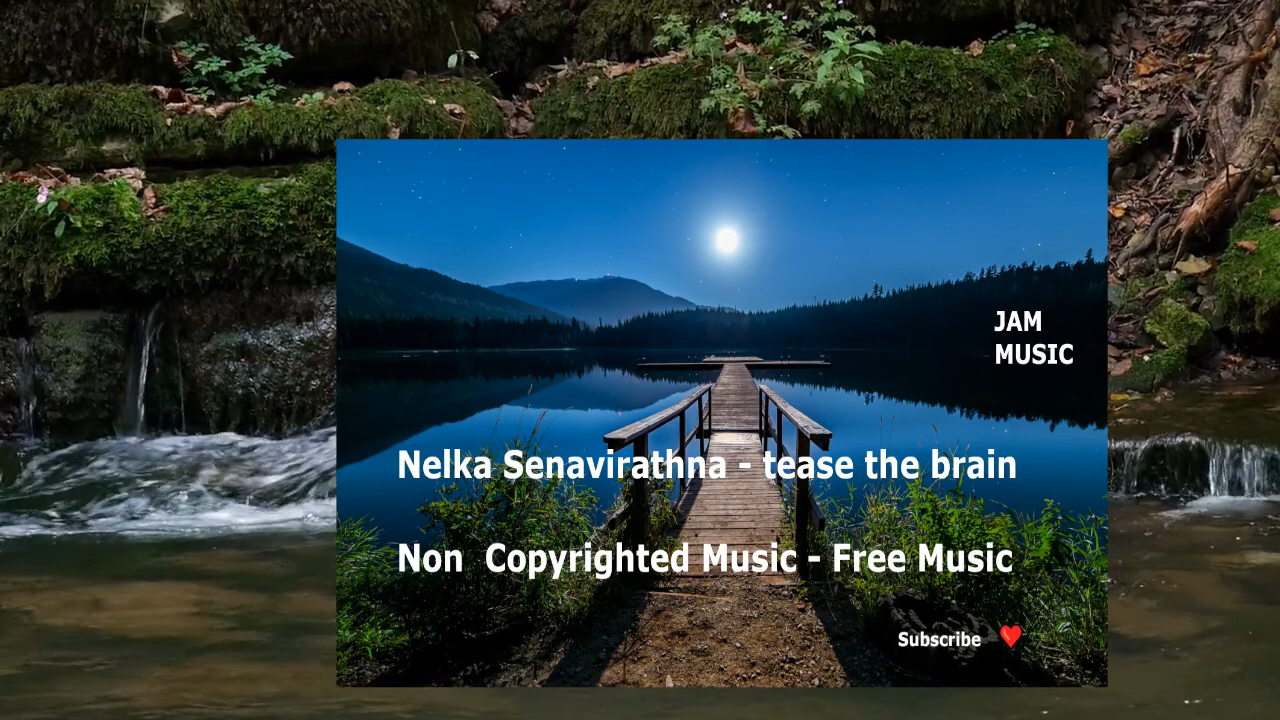 JAM
MUSIC
Nelka Senavirathna - tease the brain
Non  Copyrighted Music - Free Music
Subscribe ❤️